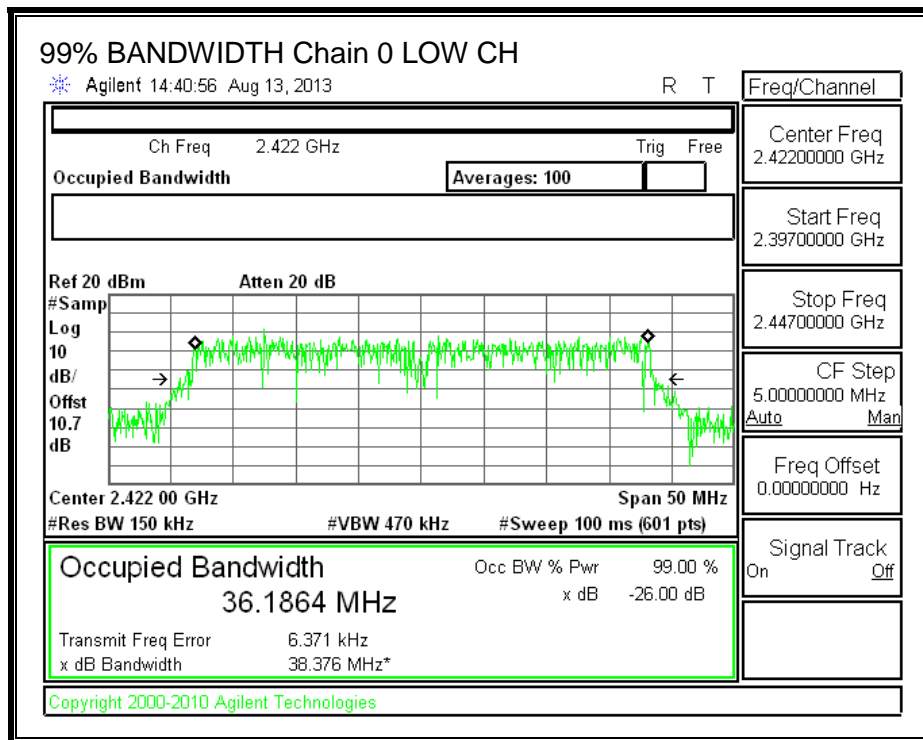 99% BANDWIDTH Chain 0 LOW CH
Agilent 14:40:56 Aug 13, 2013 R T
Ch Freq 2.422 GHz Trig Free
Occupied Bandwidth Averages: 100
Ref 20 dBm Atten 20 dB
#Samp
Log
10
dB/
Offst
10.7
dB
Center 2.422 00 GHz Span 50 MHz
#Res BW 150 kHz #VBW 470 kHz #Sweep 100 ms (601 pts)
Occupied Bandwidth Occ BW % Pwr 99.00 %
36.1864 MHz x dB -26.00 dB
Transmit Freq Error 6.371 kHz
x dB Bandwidth 38.376 MHz*
Copyright 2000-2010 Agilent Technologies
Freq/Channel
Center Freq
2.42200000 GHz
Start Freq
2.39700000 GHz
Stop Freq
2.44700000 GHz
CF Step
5.00000000 MHz
Auto Man
Freq Offset
0.00000000 Hz
Signal Track
On Off